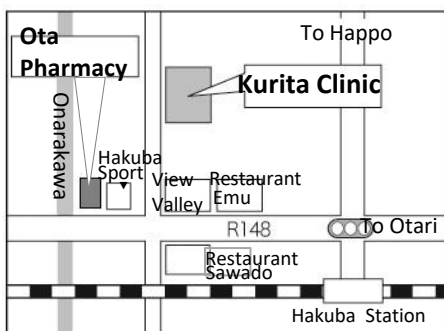 Ota
Pharmacy
To Happo
Kurita Clinic
Onarakawa
Hakuba
Sport
View
Valley
Restaurant
Emu
R148
To Otari
Restaurant
Sawado
Hakuba Station